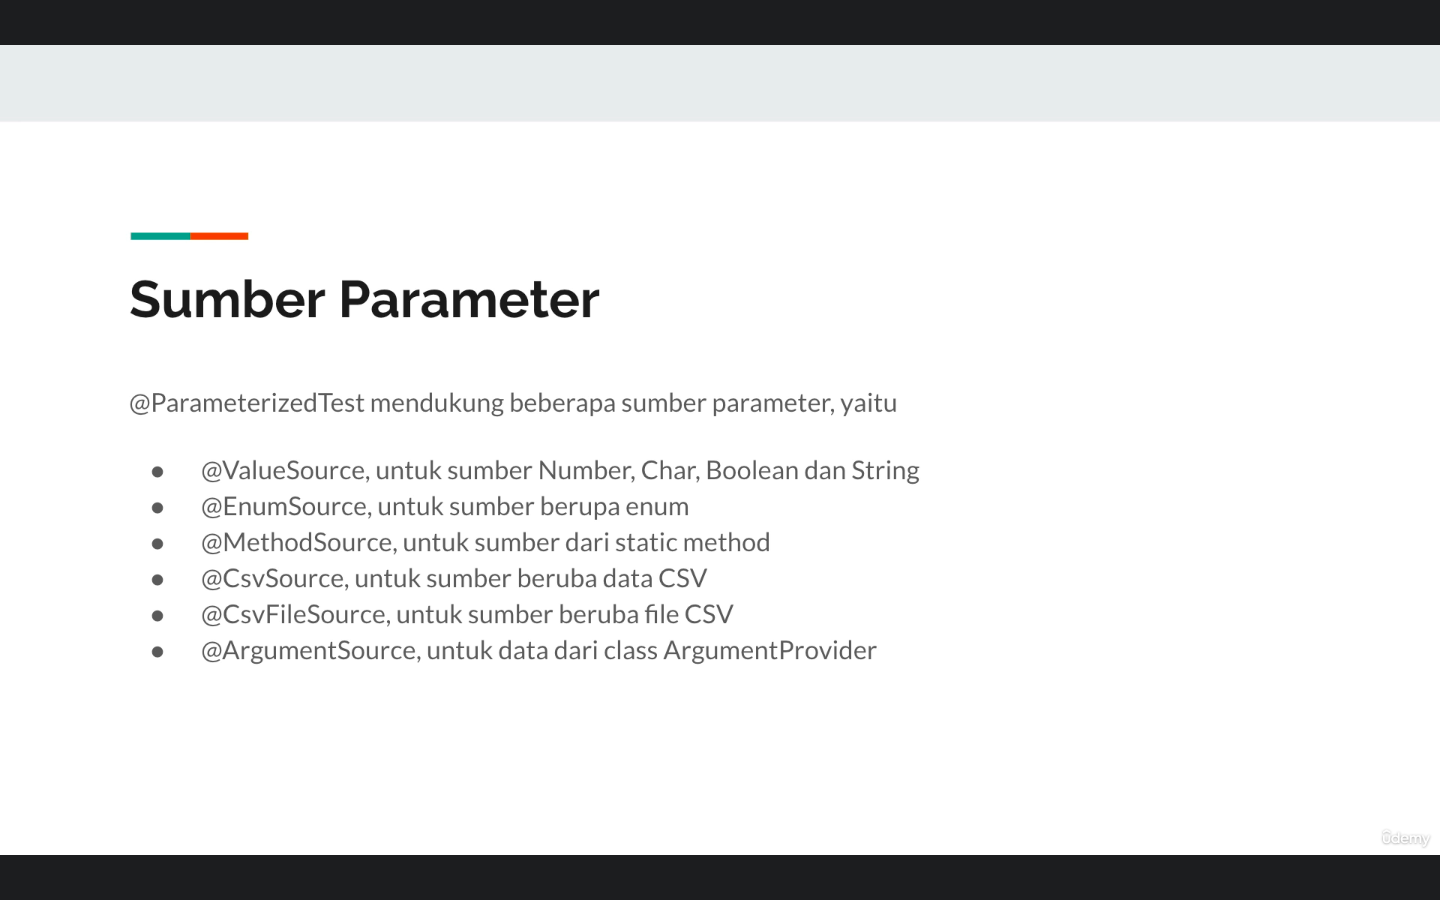 Sumber Parameter
@ParameterizedTest mendukung beberapa sumber parameter, yaitu
● @ValueSource, untuk sumber Number, Char, Boolean dan String
● @EnumSource, untuk sumber berupa enum
● @MethodSource, untuk sumber dari static method
● @CsvSource, untuk sumber beruba data CSV
● @CsvFileSource, untuk sumber beruba file CSV
● @ArgumentSource, untuk data dari class ArgumentProvider
ûdemy